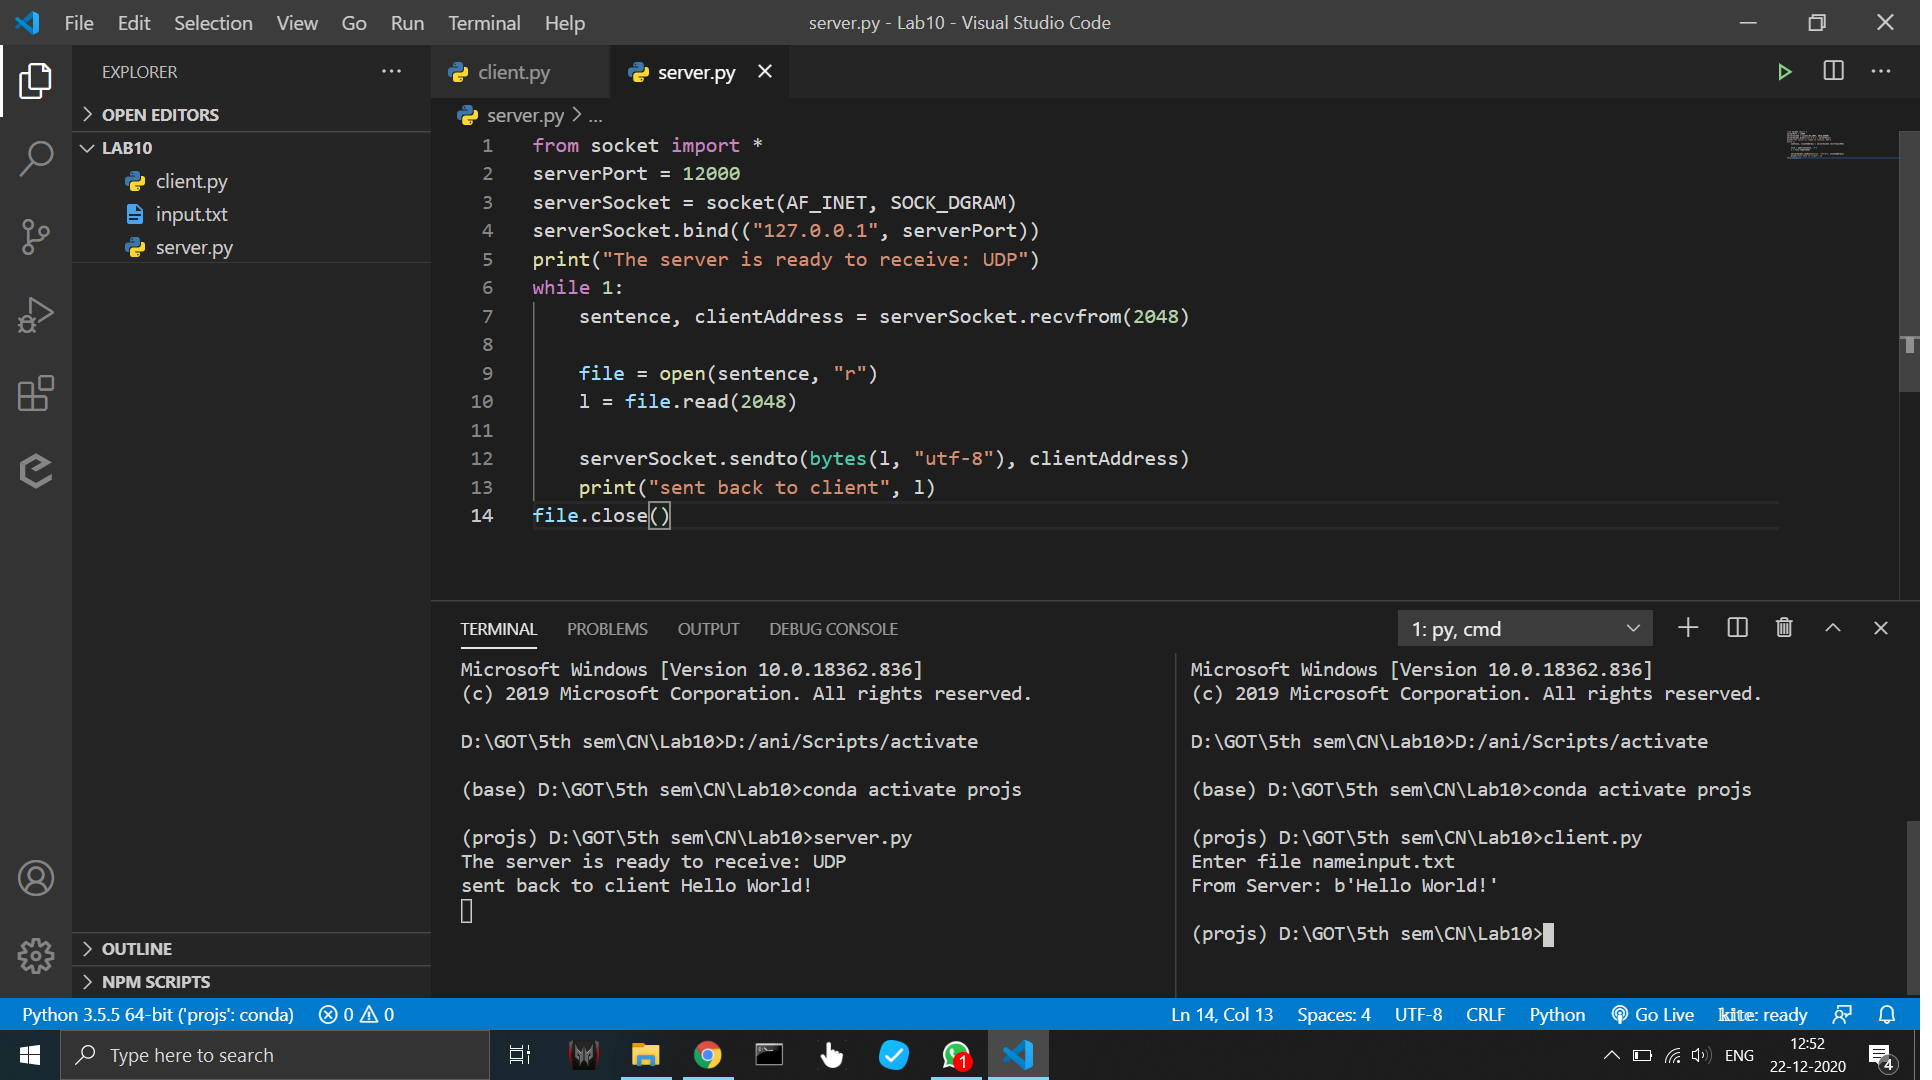 File Edit Selection View Go Run Terminal Help
server.py - Lab10 - Visual Studio Code
EXPLORER
OPEN EDITORS
LAB10
client.py
input.txt
server.py
OUTLINE
NPM SCRIPTS
client.py
server.py
server.py > ...
1 from socket import *
2 serverPort = 12000
3 serverSocket = socket(AF_INET, SOCK_DGRAM)
4 serverSocket.bind(("127.0.0.1", serverPort))
5 print("The server is ready to receive: UDP")
6 while 1:
7     sentence, clientAddress = serverSocket.recvfrom(2048)
8
9     file = open(sentence, "r")
10     l = file.read(2048)
11
12     serverSocket.sendto(bytes(l, "utf-8"), clientAddress)
13     print("sent back to client", l)
14 file.close()
TERMINAL PROBLEMS OUTPUT DEBUG CONSOLE
1: py, cmd
Microsoft Windows [Version 10.0.18362.836]
(c) 2019 Microsoft Corporation. All rights reserved.
D:\GOT\5th sem\CN\Lab10>D:/ani/Scripts/activate
(base) D:\GOT\5th sem\CN\Lab10>conda activate projs
(projs) D:\GOT\5th sem\CN\Lab10>server.py
The server is ready to receive: UDP
sent back to client Hello World!
Microsoft Windows [Version 10.0.18362.836]
(c) 2019 Microsoft Corporation. All rights reserved.
D:\GOT\5th sem\CN\Lab10>D:/ani/Scripts/activate
(base) D:\GOT\5th sem\CN\Lab10>conda activate projs
(projs) D:\GOT\5th sem\CN\Lab10>client.py
Enter file nameinput.txt
From Server: b'Hello World!'
(projs) D:\GOT\5th sem\CN\Lab10>
Python 3.5.5 64-bit ('projs': conda) 0 0
Ln 14, Col 13 Spaces: 4 UTF-8 CRLF Python Go Live kite: ready
Type here to search
1
ENG
12:52
22-12-2020
4